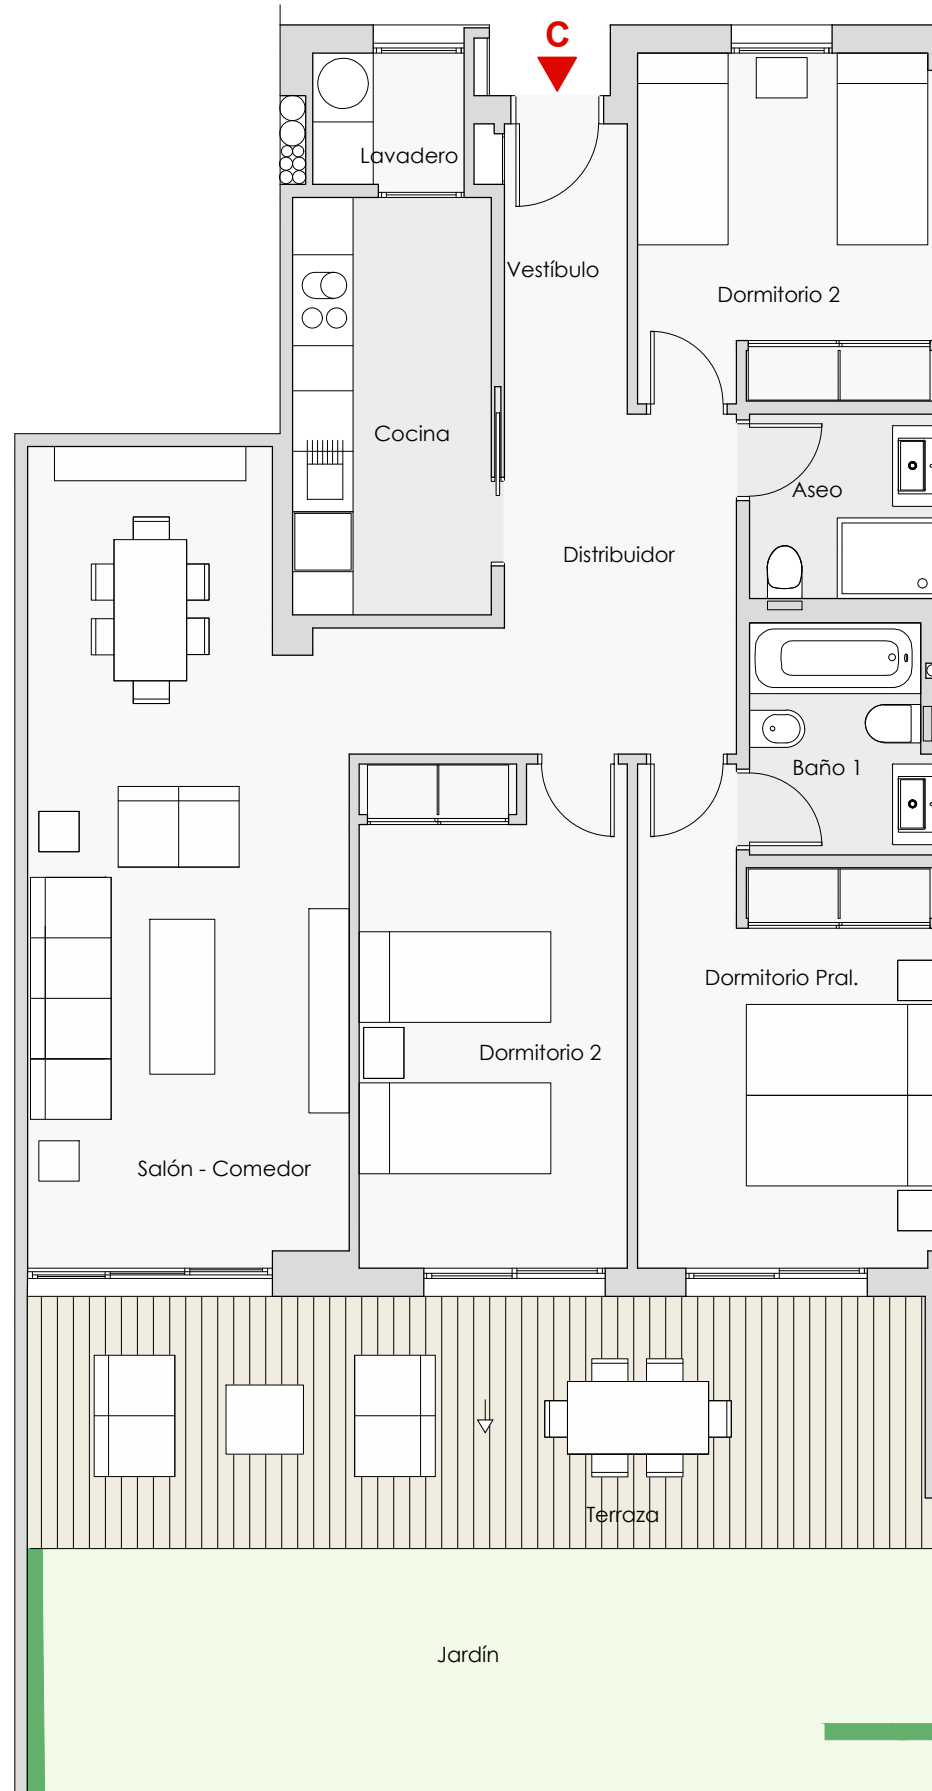 C
Lavadero
Vestíbulo
Dormitorio 2
Cocina
Aseo
Distribuidor
Baño 1
Dormitorio Pral.
Dormitorio 2
Salón - Comedor
Terraza
Jardín